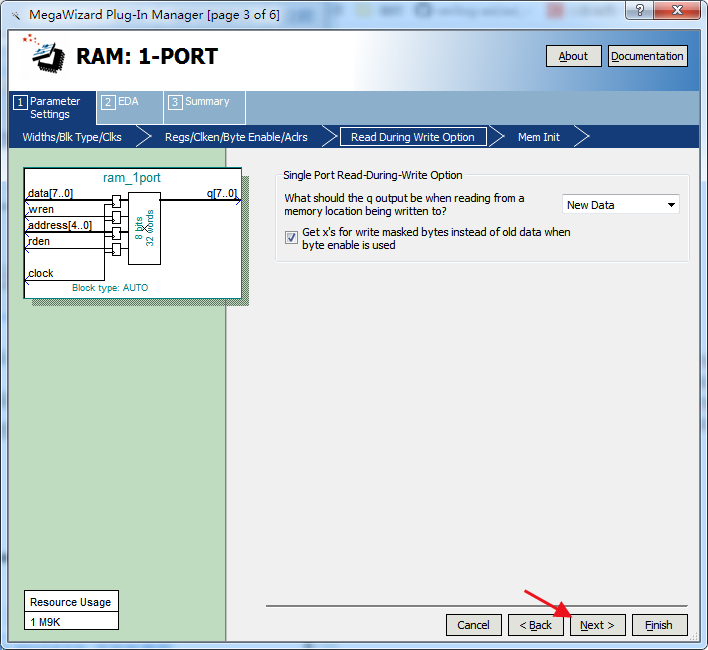 MegaWizard Plug-In Manager [page 3 of 6]
RAM: 1-PORT
About
Documentation
1 Parameter Settings
2 EDA
3 Summary
Widths/Blk Type/Clks
Regs/Clken/Byte Enable/Aclrs
Read During Write Option
Mem Init
ram_1port
data[7..0]
q[7..0]
wren
address[4..0]
rden
clock
8 bits
32 words
Block type: AUTO
Single Port Read-During-Write Option
What should the q output be when reading from a
memory location being written to?
New Data
Get x's for write masked bytes instead of old data when
byte enable is used
Resource Usage
1 M9K
Cancel
< Back
Next >
Finish